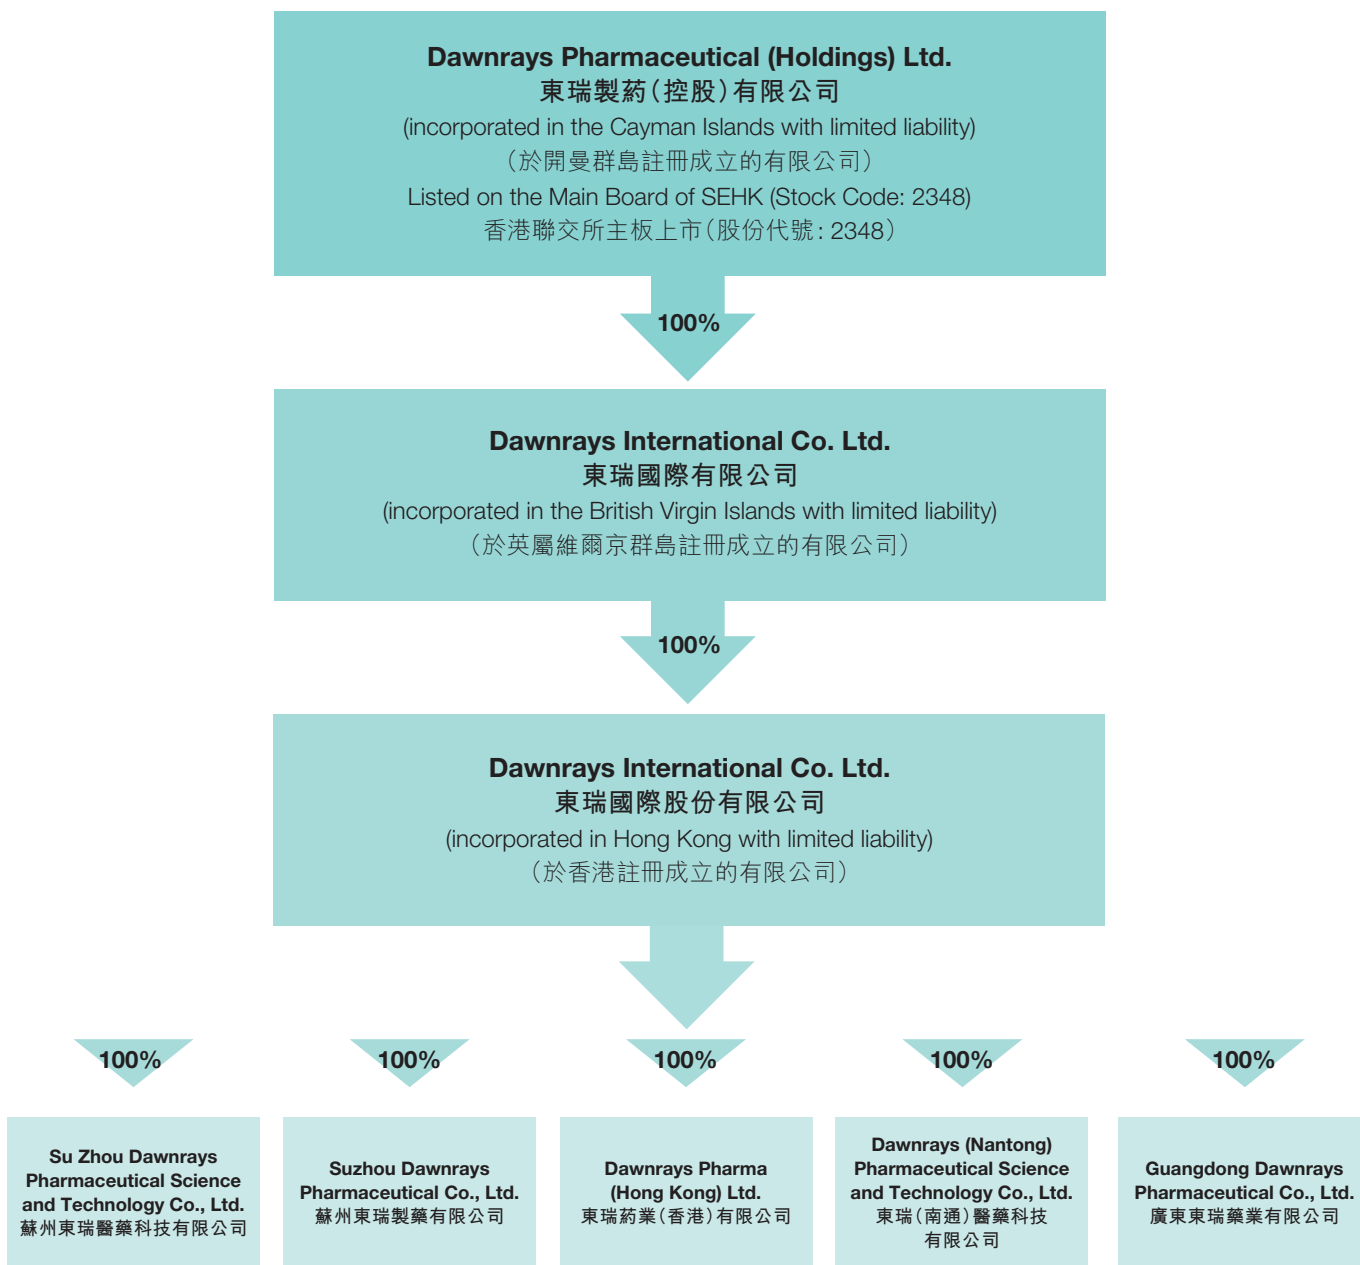 Dawnrays Pharmaceutical (Holdings) Ltd.
東瑞製葯（控股）有限公司
(incorporated in the Cayman Islands with limited liability)
（於開曼群島註冊成立的有限公司）
Listed on the Main Board of SEHK (Stock Code: 2348)
香港聯交所主板上市（股份代號：2348）
100%
Dawnrays International Co. Ltd.
東瑞國際有限公司
(incorporated in the British Virgin Islands with limited liability)
（於英屬維爾京群島註冊成立的有限公司）
100%
Dawnrays International Co. Ltd.
東瑞國際股份有限公司
(incorporated in Hong Kong with limited liability)
（於香港註冊成立的有限公司）
100%
100%
100%
100%
100%
Su Zhou Dawnrays
Pharmaceutical Science
and Technology Co., Ltd.
蘇州東瑞醫藥科技有限公司
Suzhou Dawnrays
Pharmaceutical Co., Ltd.
蘇州東瑞製藥有限公司
Dawnrays Pharma
(Hong Kong) Ltd.
東瑞葯業（香港）有限公司
Dawnrays (Nantong)
Pharmaceutical Science
and Technology Co., Ltd.
東瑞（南通）醫藥科技
有限公司
Guangdong Dawnrays
Pharmaceutical Co., Ltd.
廣東東瑞藥業有限公司